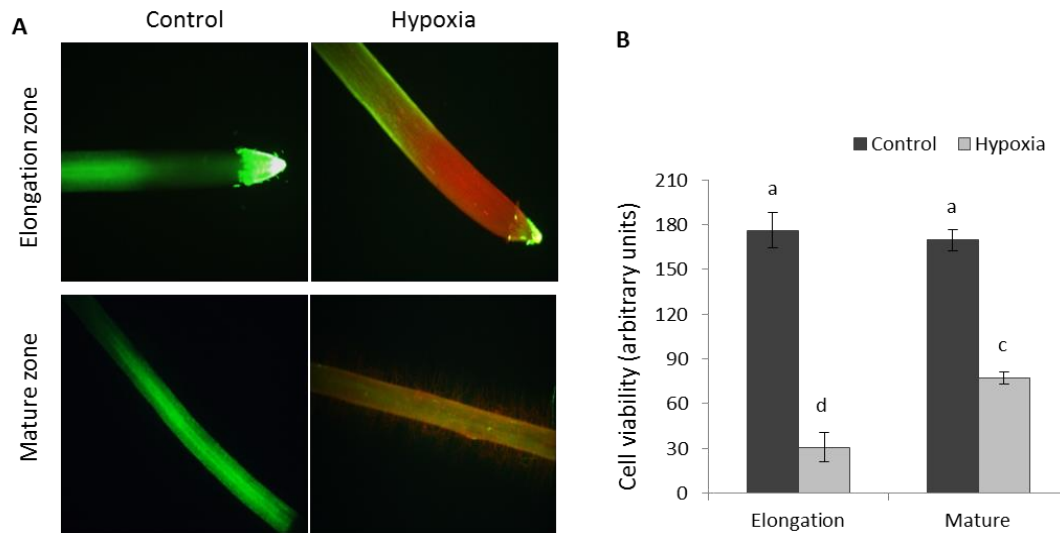 A
Control
Hypoxia
Elongation zone
Mature zone
B
Control
Hypoxia
Cell viability (arbitrary units)
210
180
150
120
90
60
30
0
a
d
a
c
Elongation
Mature